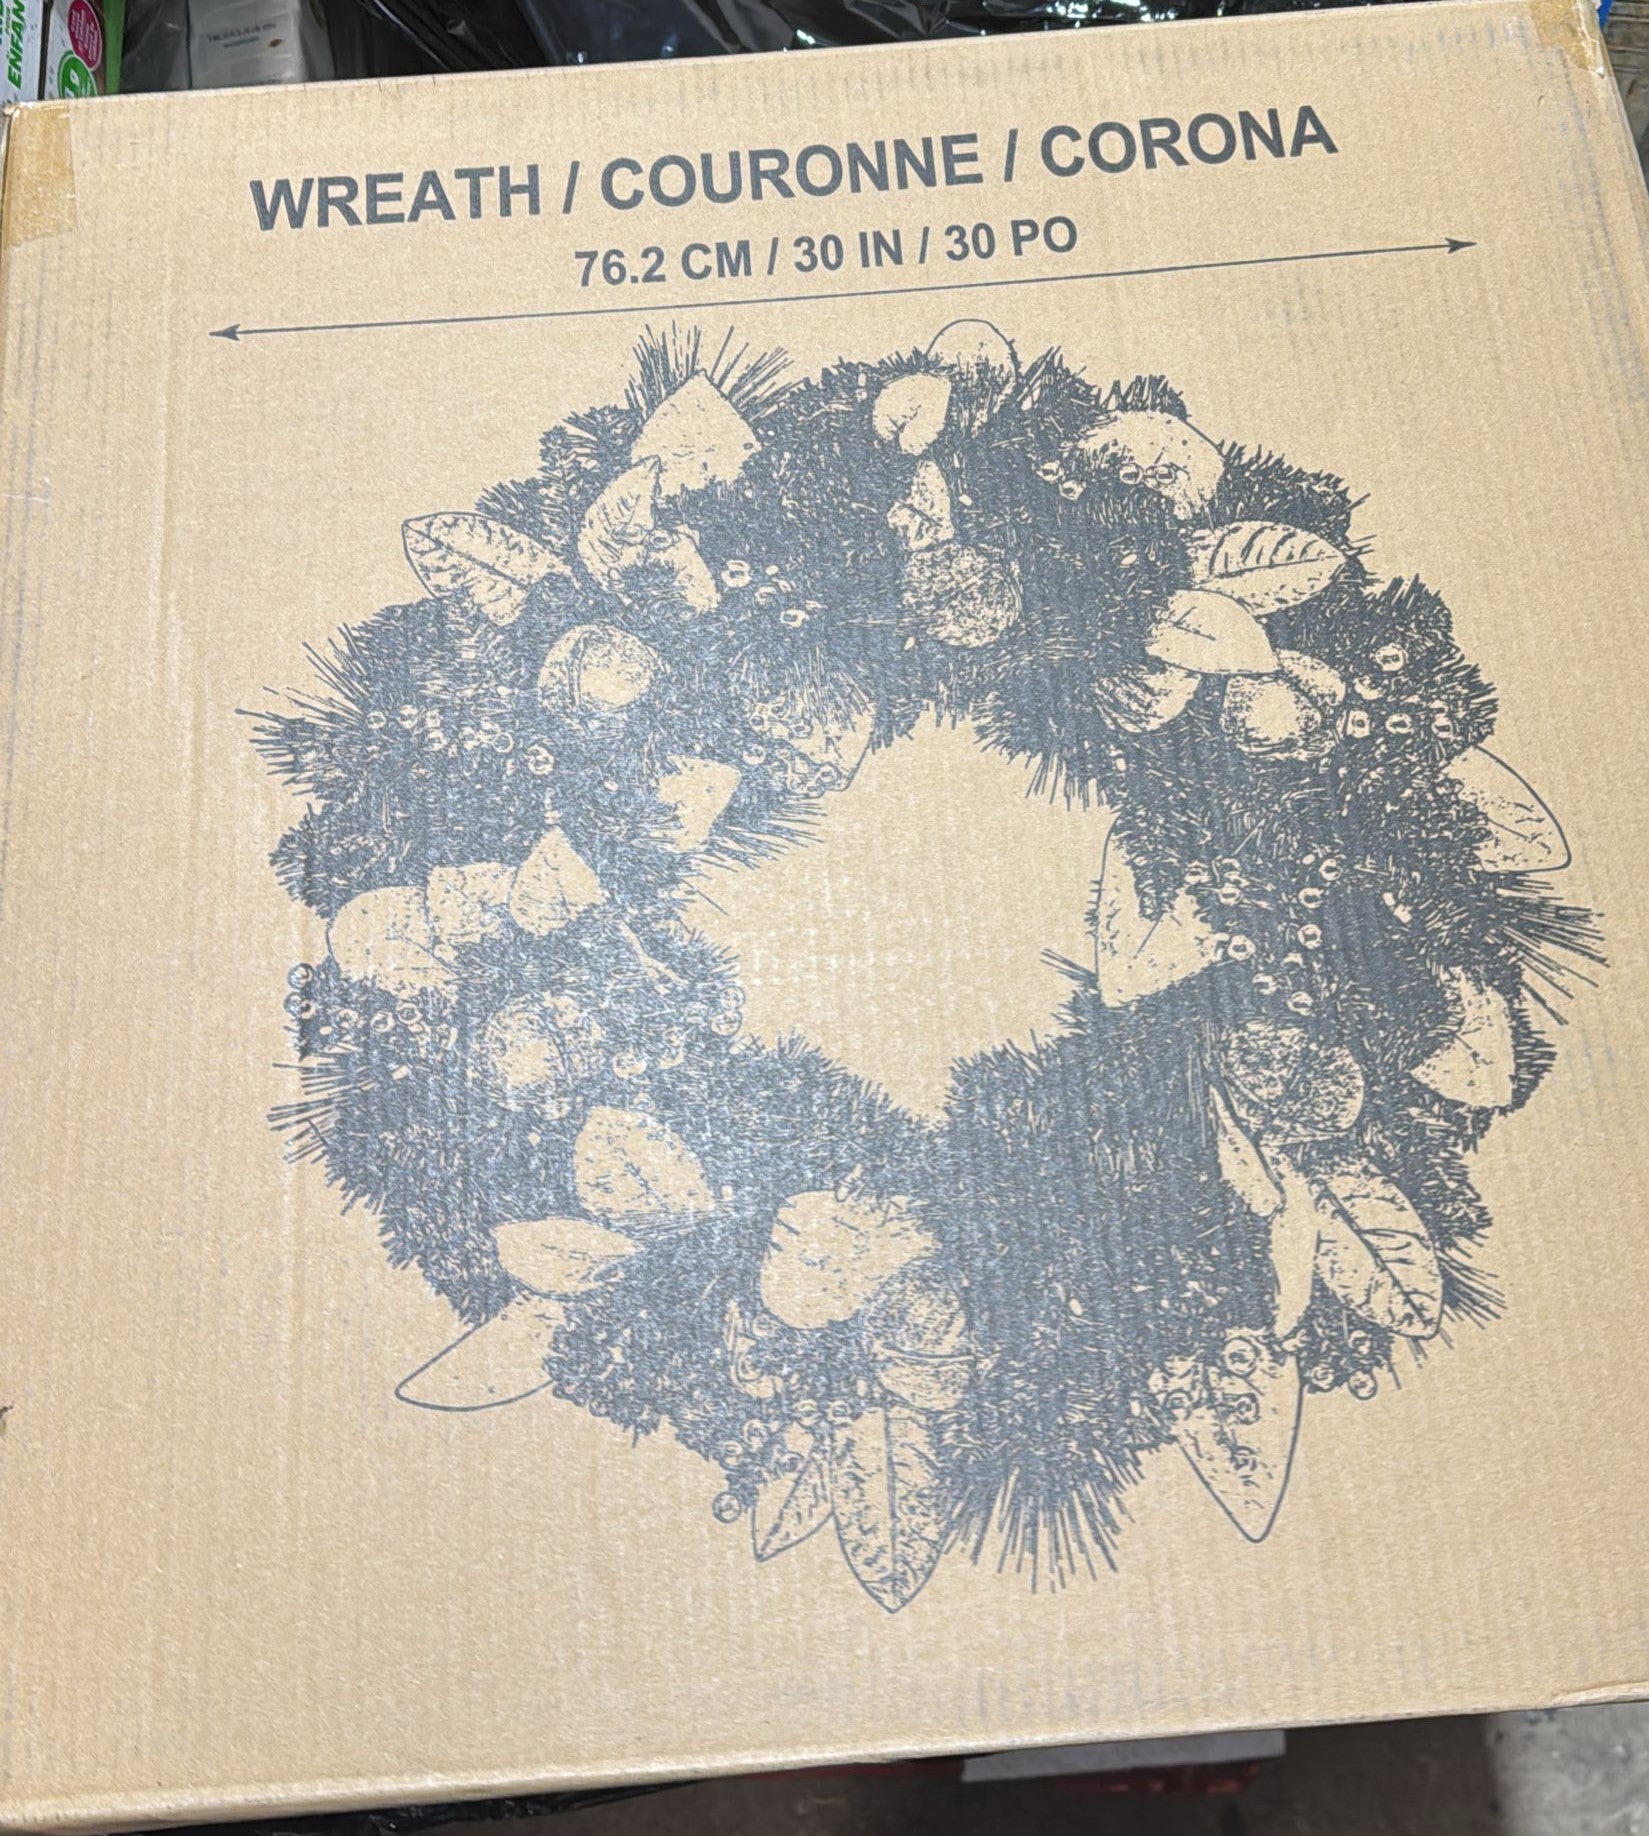 WREATH / COURONNE / CORONA
76.2 CM / 30 IN / 30 PO